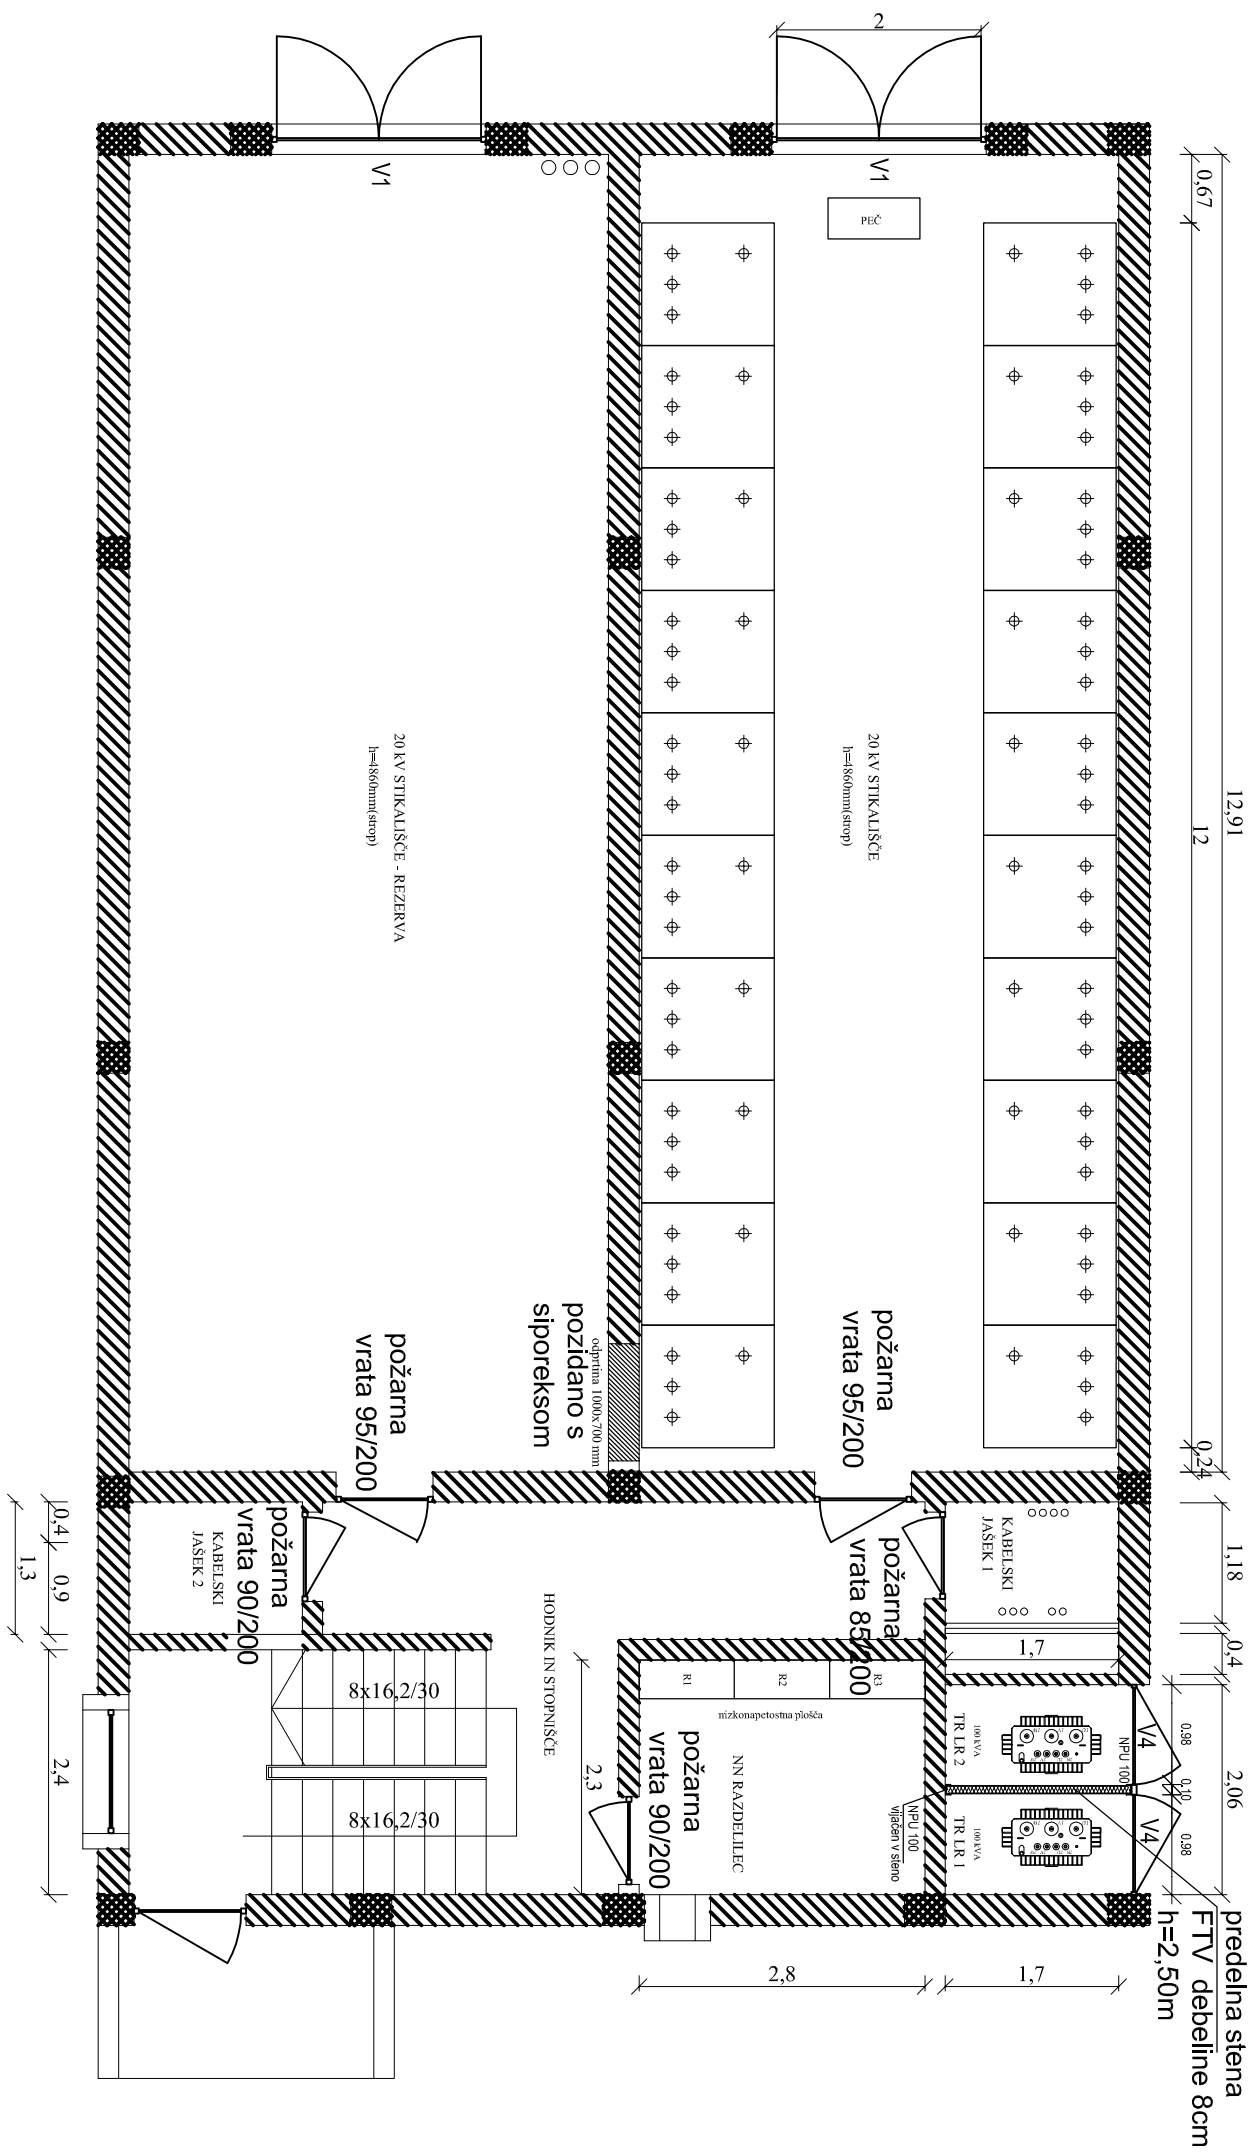 2
V1
V1
0,67
12,91
12
PEČ
20 kV STIKALIŠČE - REZERVA
h=4860mm(strop)
20 kV STIKALIŠČE
h=4860mm(strop)
požarna
vrata 95/200
pozidano s
siporeksom
odprtina 1000x700 mm
požarna
vrata 95/200
0,24
0,4
0,9
1,3
2,4
požarna
vrata 90/200
KABELSKI
JAŠEK 2
požarna
vrata 85/200
KABELSKI
JAŠEK 1
1,18
0,4
1,7
HODNIK IN STOPNIŠČE
8x16,2/30
8x16,2/30
2,3
R1
R2
R3
nizkonapetostna plošča
požarna
vrata 90/200
NN RAZDELILEC
TR LR 2
100 kVA
V4
NPU 100
0.98
0.10
2,06
TR LR 1
100 kVA
V4
0.98
NPU 100
vijačen v steno
2,8
1,7
predelna stena
FTV debeline 8cm
h=2,50m